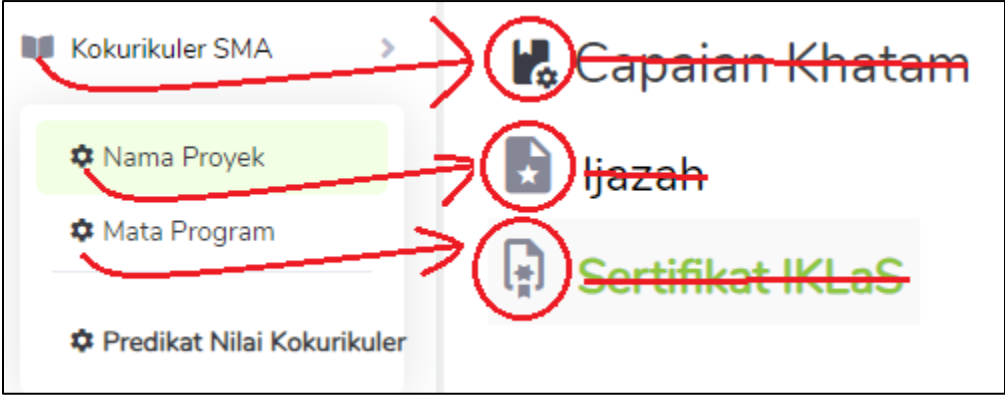 Kokurikuler SMA
Nama Proyek
Mata Program
Predikat Nilai Kokurikuler
Capaian Khatam
Ijazah
Sertifikat IKLaS